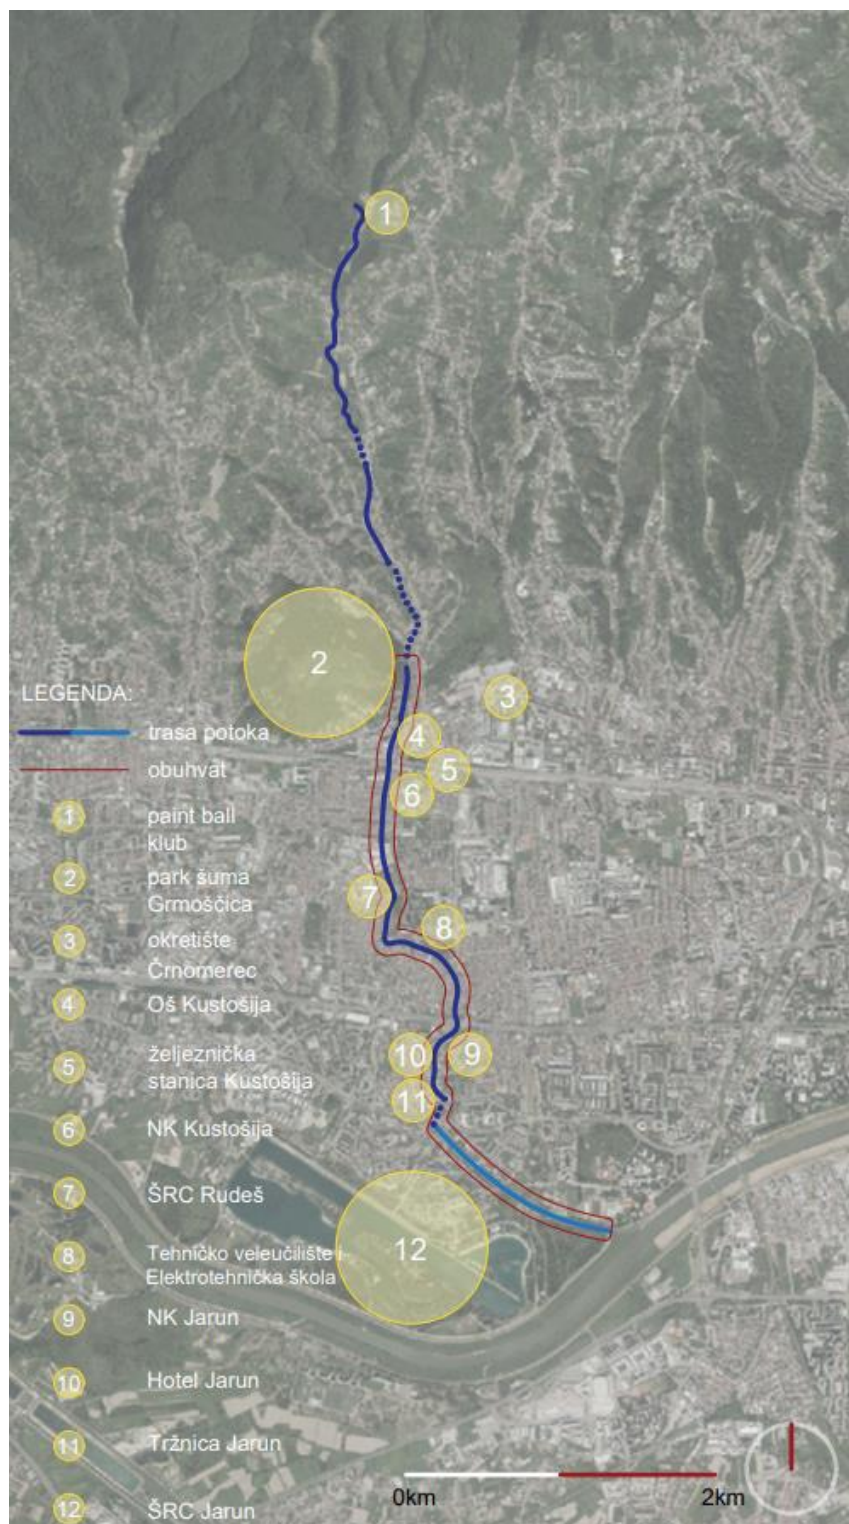 1
2
3
4
5
6
7
8
10
9
11
12
LEGENDA:
trasa potoka
obuhvat
1 paint ball
klub
2 park šuma
Grmoščica
3 okretište
Črnomerec
4 Oš Kustošija
5 željeznička
stanica Kustošija
6 NK Kustošija
7 ŠRC Rudeš
8 Tehničko veleučilište i
Elektrotehnička škola
9 NK Jarun
10 Hotel Jarun
11 Tržnica Jarun
12 ŠRC Jarun
0km 2km